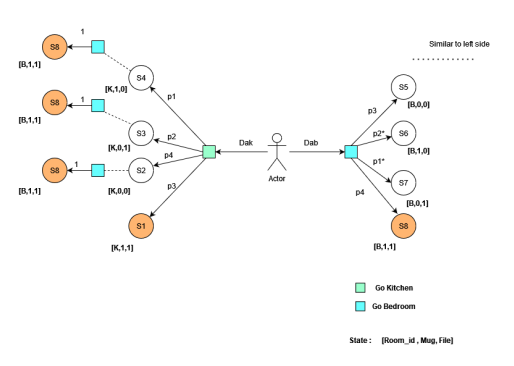 1
S8
[B,1,1]
S4
[K,1,0]
p1
1
S8
[B,1,1]
S3
[K,0,1]
p2
1
S8
[B,1,1]
S2
[K,0,0]
p4
p3
S1
[K,1,1]
Dak
Actor
Dab
Similar to left side
. . . . . . . . . . . . .
S5
[B,0,0]
p3
S6
[B,1,0]
p2*
S7
[B,0,1]
p1*
p4
S8
[B,1,1]
Go Kitchen
Go Bedroom
State : [Room_id , Mug, File]